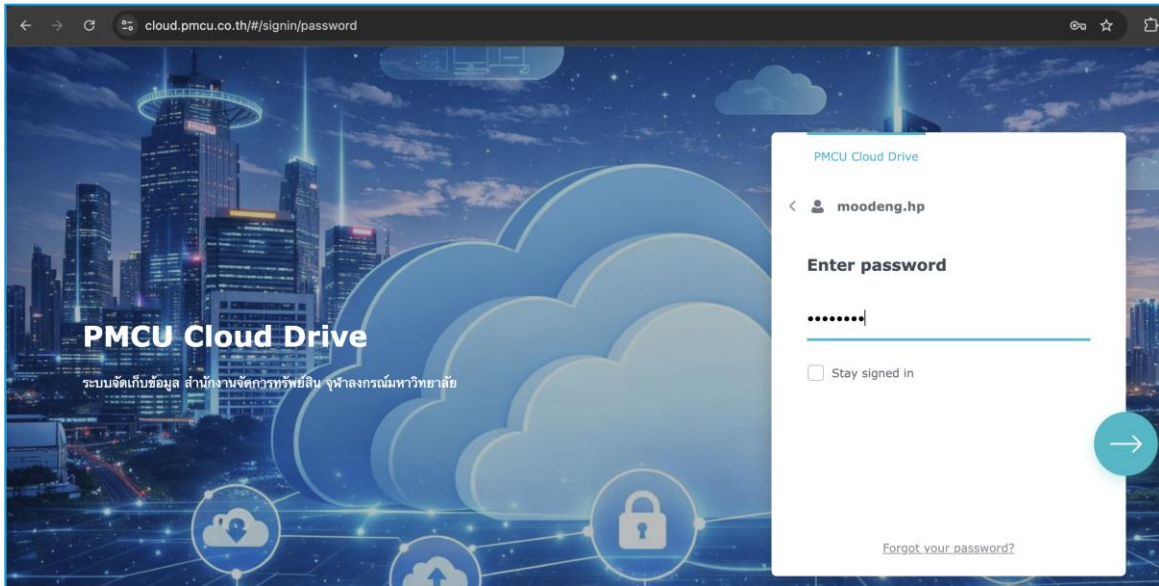 cloud.pmcu.co.th/#/signin/password
PMCU Cloud Drive
ระบบจัดเก็บข้อมูล สำนักงานจัดการทรัพย์สิน จุฬาลงกรณ์มหาวิทยาลัย
PMCU Cloud Drive
moodeng.hp
Enter password
••••••••
Stay signed in
Forgot your password?